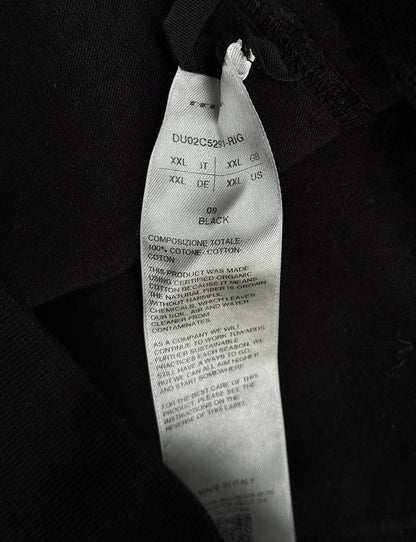 DU02C5291-RIG
XXL IT XXL GB
XXL DE XXL US
09
BLACK
COMPOSIZIONE TOTALE-
100% COTONE- COTTON-
COTON
THIS PRODUCT WAS MADE
USING CERTIFIED ORGANIC
COTTON BECAUSE IT MEANS
THE NATURAL FIBER IS GROWN
WITHOUT HARMFUL
CHEMICALS, WHICH LEAVES
OUR SOIL, AIR AND WATER
CLEANER FROM
CONTAMINATES.
AS A COMPANY WE WILL
CONTINUE TO WORK TOWARDS
FURTHER SUSTAINABLE
PRACTICES EACH SEASON. WE
STILL HAVE A WAYS TO GO,
BUT WE CAN ALL AIM HIGHER
AND START SOMEWHERE.
FOR THE BEST CARE OF THIS
PRODUCT, PLEASE SEE THE
INSTRUCTIONS ON THE
REVERSE OF THIS LABEL.
MADE IN ITALY